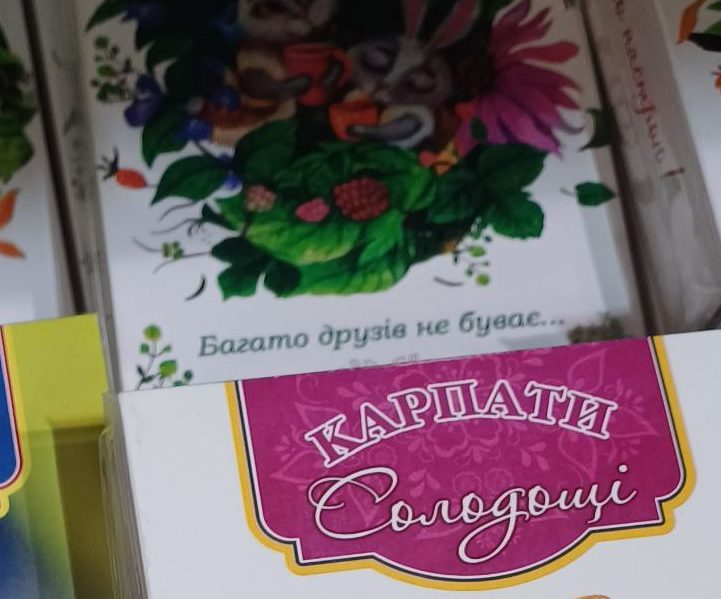 Багато друзів не буває...
КАРПАТИ
Солодощі